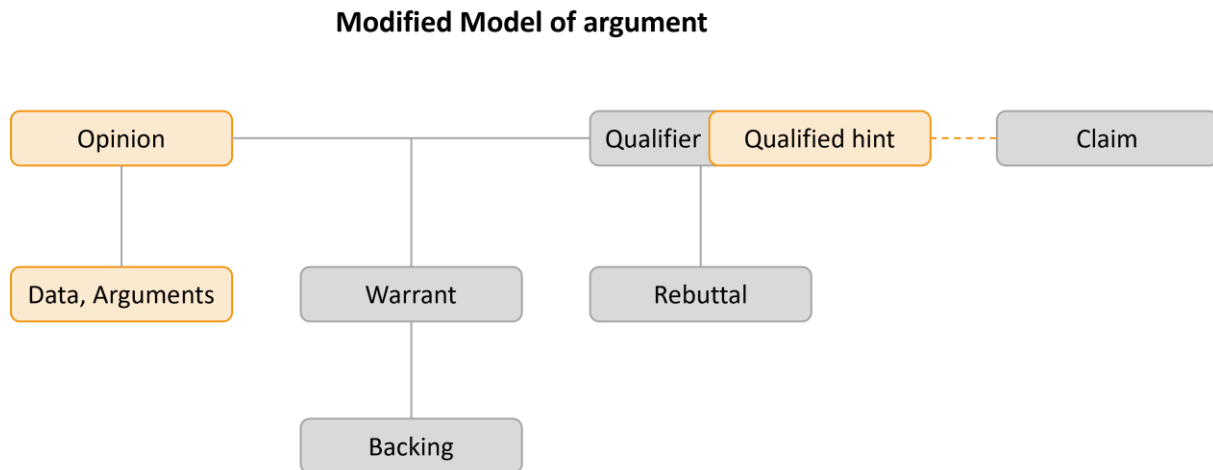 Modified Model of argument
Opinion
Qualifier
Qualified hint
Claim
Data, Arguments
Warrant
Rebuttal
Backing